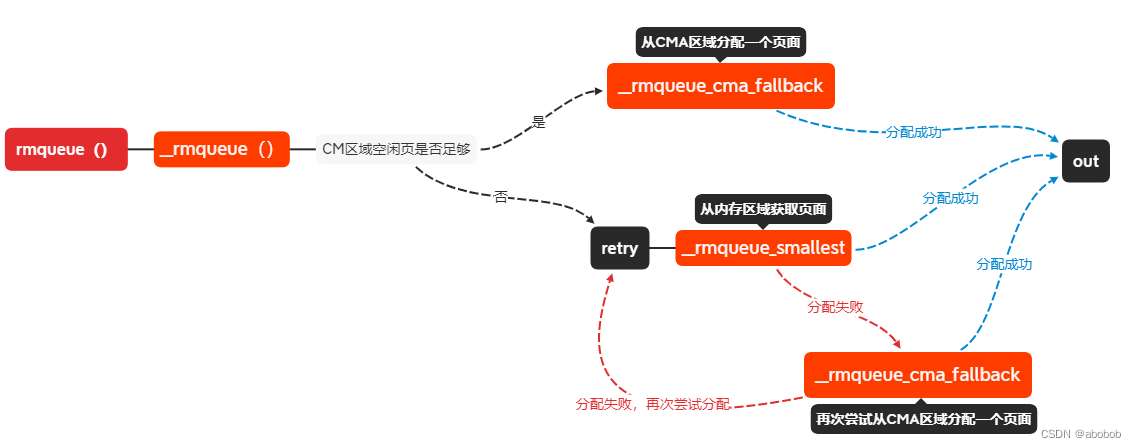 从CMA区域分配一个页面
__rmqueue_cma_fallback
是
分配成功
rmqueue（）
__rmqueue（）
CM区域空闲页是否足够
out
否
从内存区域获取页面
分配成功
retry
__rmqueue_smallest
分配成功
分配失败
__rmqueue_cma_fallback
分配失败，再次尝试分配
再次尝试从CMA区域分配一个页面
CSDN @abobob